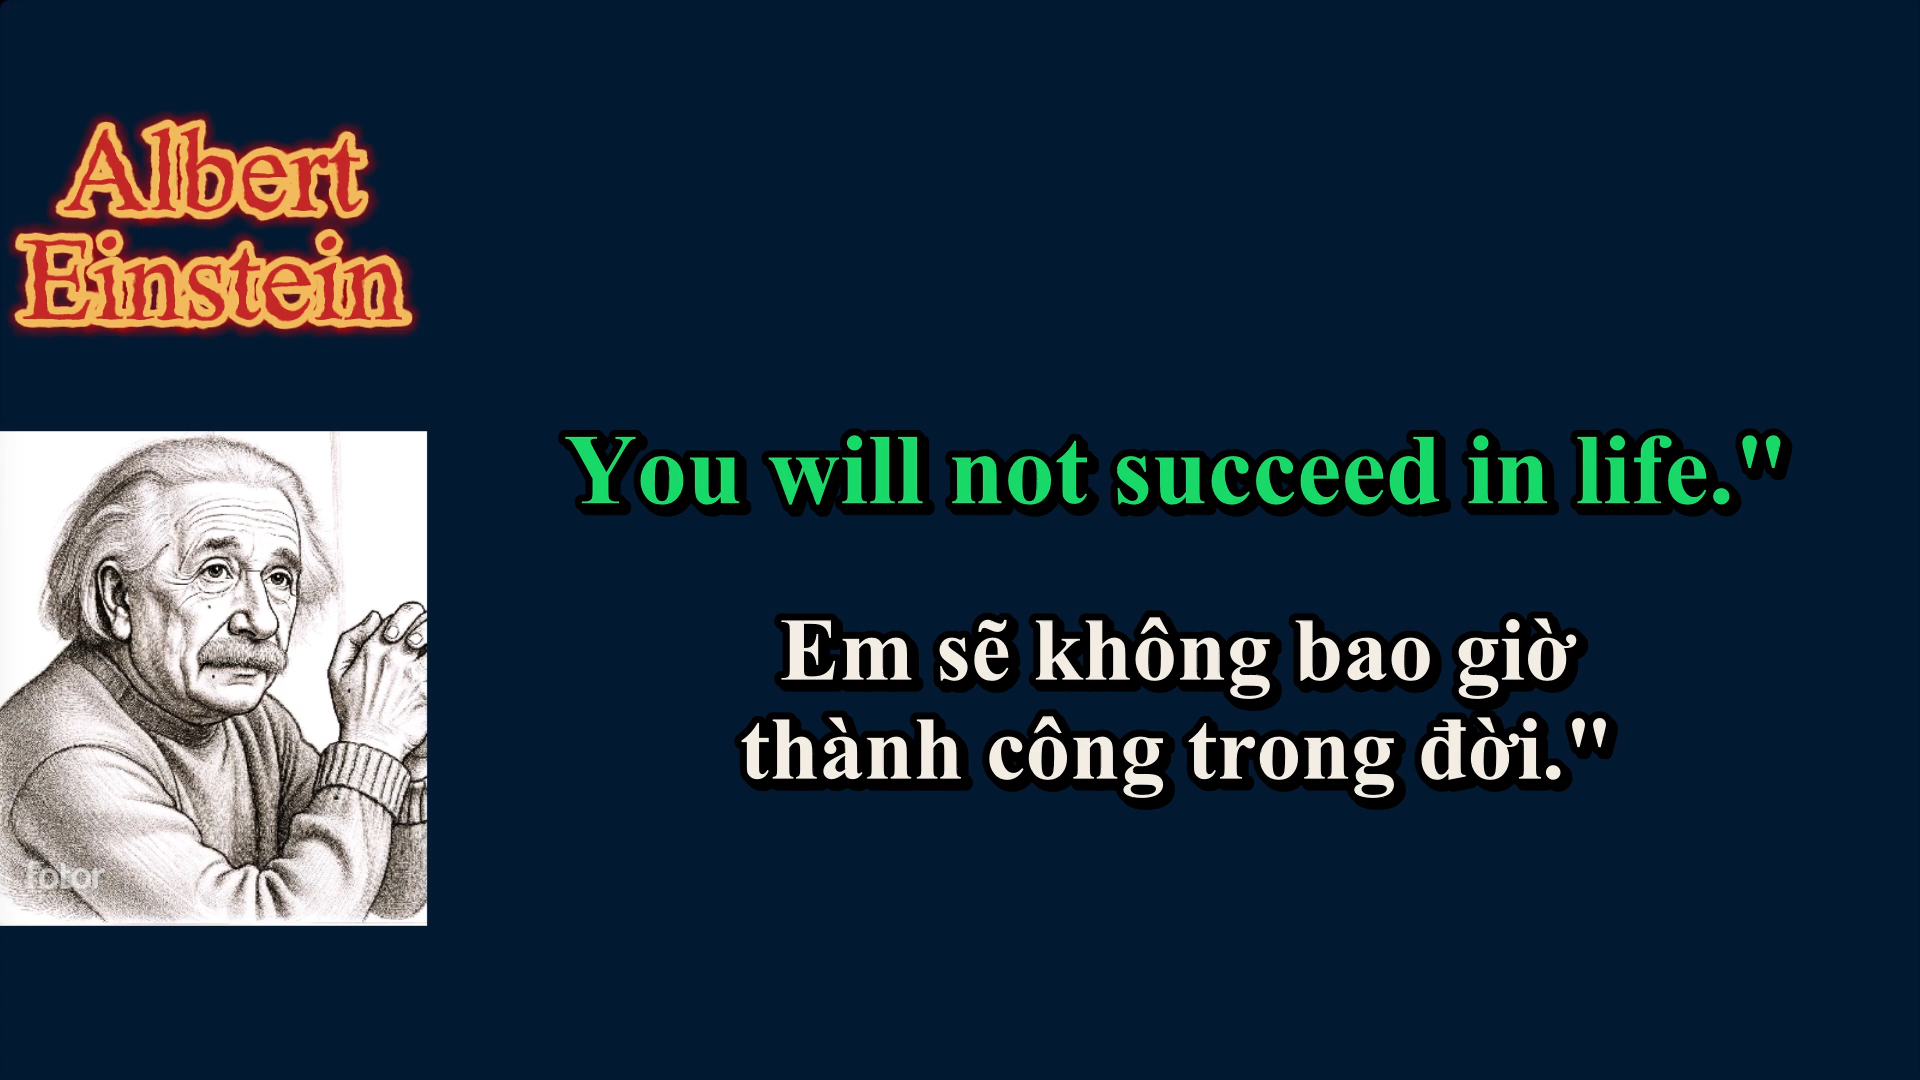 Albert
Einstein
You will not succeed in life."
Em sẽ không bao giờ
thành công trong đời."
fotor